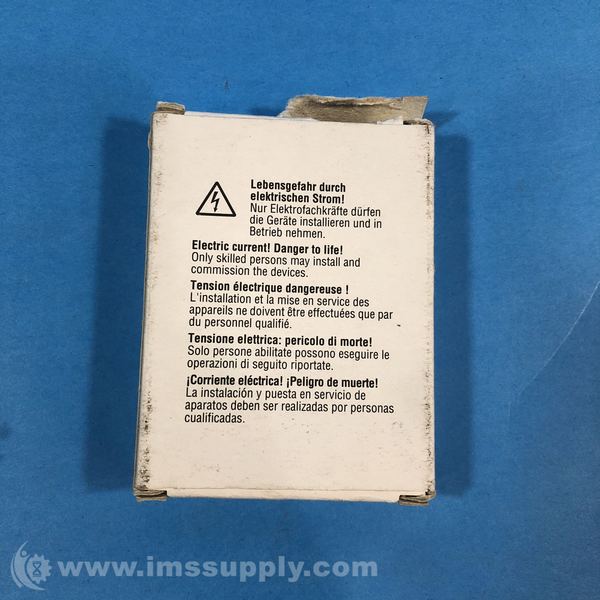 Lebensgefahr durch
elektrischen Strom!
Nur Elektrofachkräfte dürfen
die Geräte installieren und in
Betrieb nehmen.
Electric current! Danger to life!
Only skilled persons may install and
commission the devices.
Tension électrique dangereuse !
L'installation et la mise en service des
appareils ne doivent être effectuées que par
du personnel qualifié.
Tensione elettrica: pericolo di morte!
Solo persone abilitate possono eseguire le
operazioni di seguito riportate.
¡Corriente eléctrica! ¡Peligro de muerte!
La instalación y puesta en servicio de
aparatos deben ser realizadas por personas
cualificadas.
www.imssupply.com/